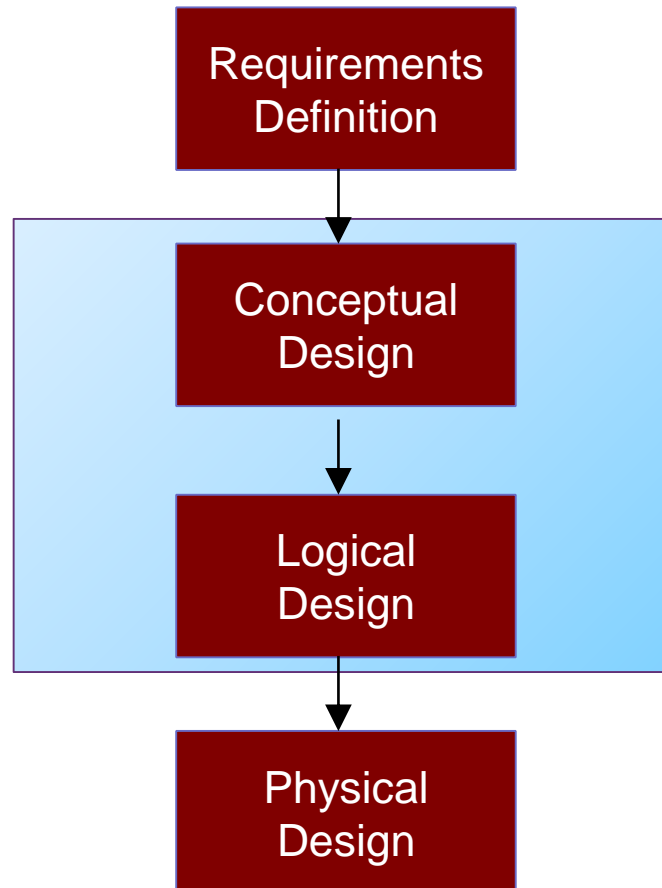 Requirements
Definition
Conceptual
Design
Logical
Design
Physical
Design